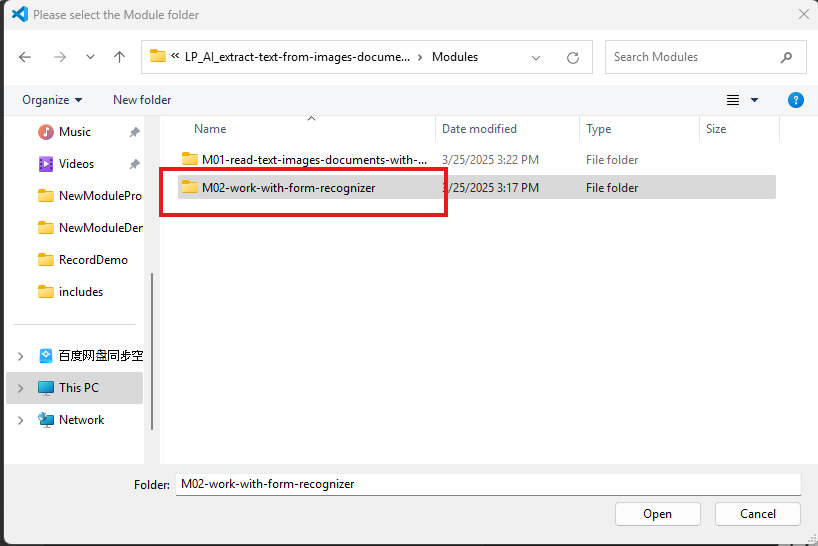 Please select the Module folder
« LP_AI_extract-text-from-images-docume... › Modules
Search Modules
Organize
New folder
?
Name
Date modified
Type
Size
Music
Videos
NewModulePro
NewModuleDer
RecordDemo
includes
百度网盘同步空
This PC
Network
M01-read-text-images-documents-with-...
3/25/2025 3:22 PM
File folder
M02-work-with-form-recognizer
3/25/2025 3:17 PM
File folder
Folder:
M02-work-with-form-recognizer
Open
Cancel